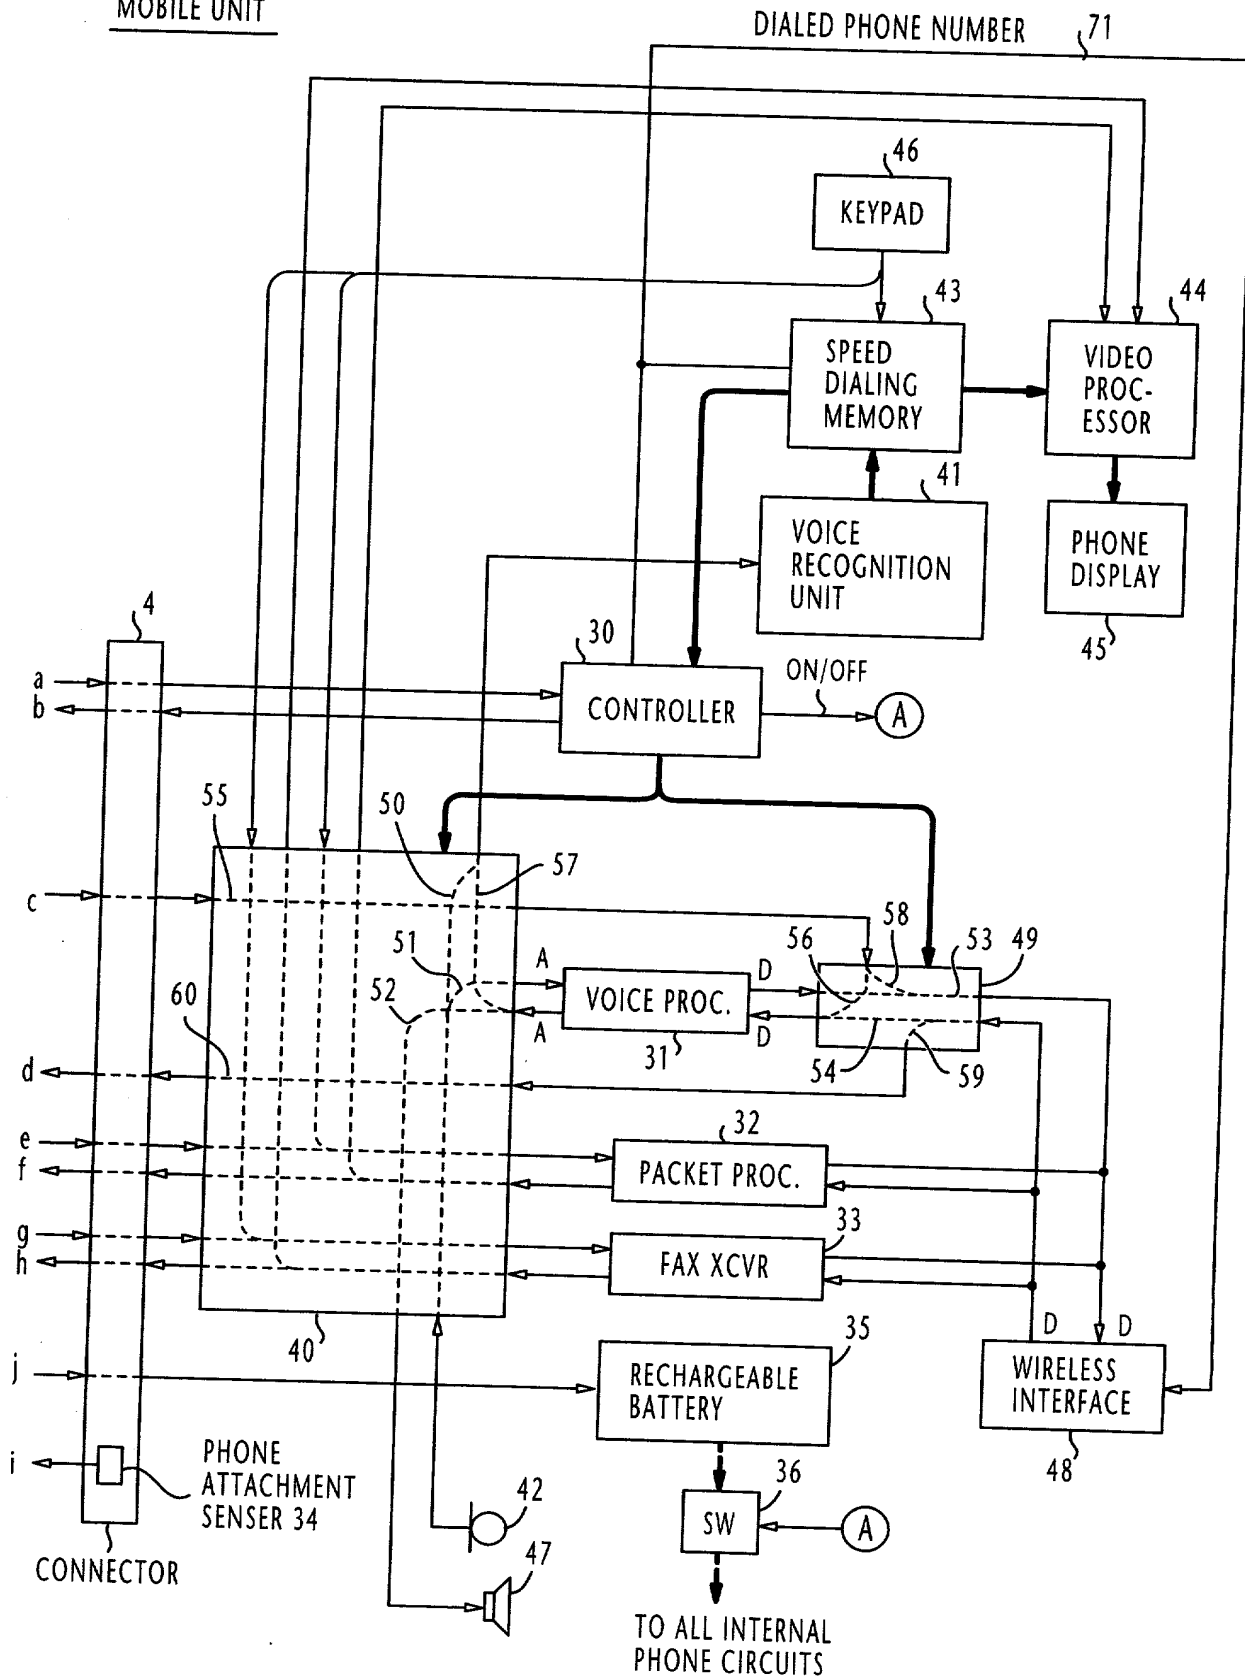 MOBILE UNIT
DIALED PHONE NUMBER
71
46
KEYPAD
43
44
SPEED
DIALING
MEMORY
VIDEO
PROC-
ESSOR
41
VOICE
RECOGNITION
UNIT
PHONE
DISPLAY
45
4
30
a
b
CONTROLLER
ON/OFF
A
55
50
57
c
58
56
53
49
51
A
D
52
VOICE PROC.
60
A
31
D
54
59
d
32
e
f
PACKET PROC.
33
g
h
FAX XCVR
40
D
D
35
j
RECHARGEABLE
BATTERY
WIRELESS
INTERFACE
48
i
PHONE
ATTACHMENT
SENSER 34
42
36
SW
A
CONNECTOR
47
TO ALL INTERNAL
PHONE CIRCUITS